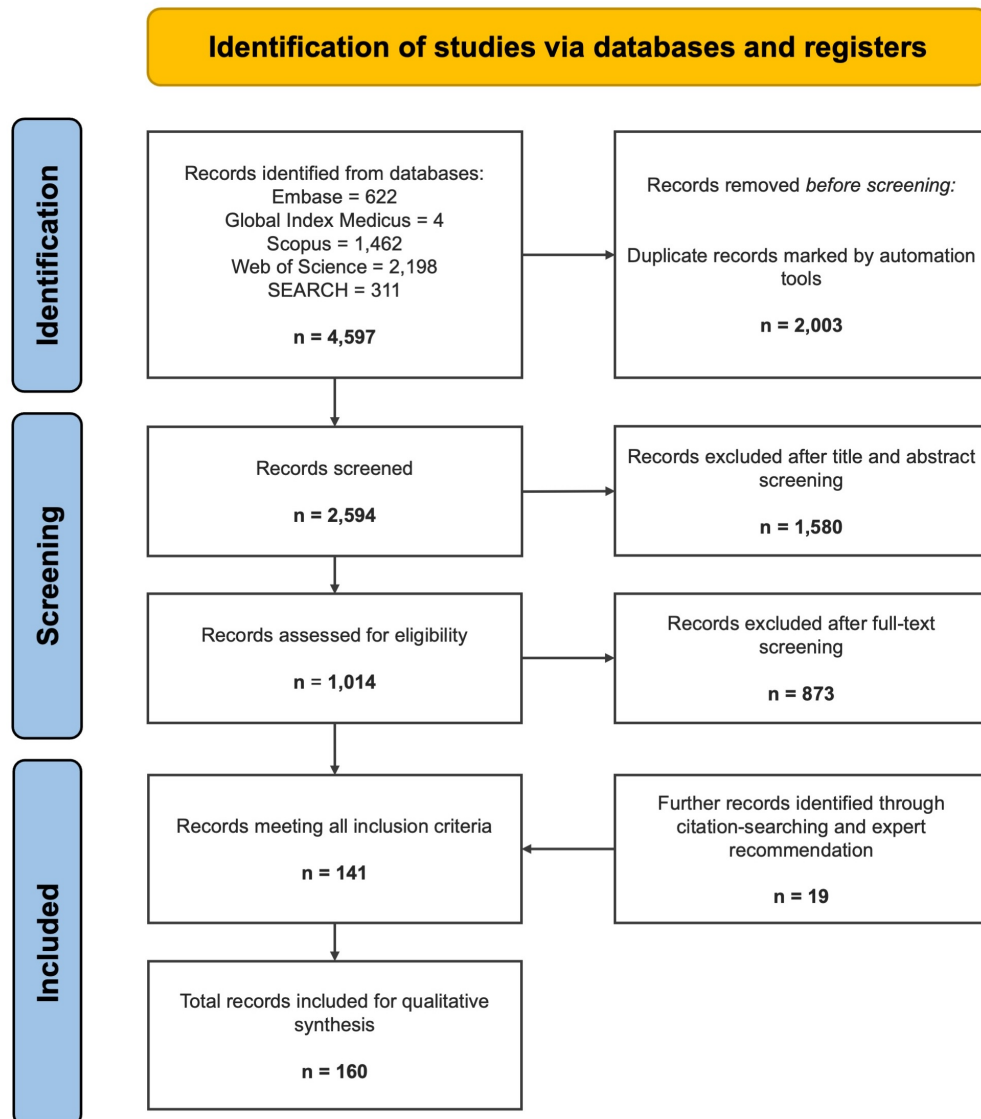 Identification of studies via databases and registers
Identification
Records identified from databases:
Embase = 622
Global Index Medicus = 4
Scopus = 1,462
Web of Science = 2,198
SEARCH = 311
n = 4,597
Records removed before screening:
Duplicate records marked by automation
tools
n = 2,003
Screening
Records screened
n = 2,594
Records excluded after title and abstract
screening
n = 1,580
Records assessed for eligibility
n = 1,014
Records excluded after full-text
screening
n = 873
Included
Records meeting all inclusion criteria
n = 141
Further records identified through
citation-searching and expert
recommendation
n = 19
Total records included for qualitative
synthesis
n = 160